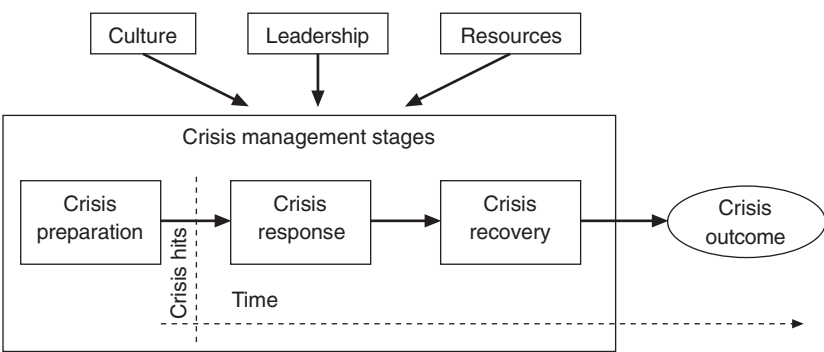 Culture
Leadership
Resources
Crisis management stages
Crisis
preparation
Crisis hits
Crisis
response
Crisis
recovery
Crisis
outcome
Time